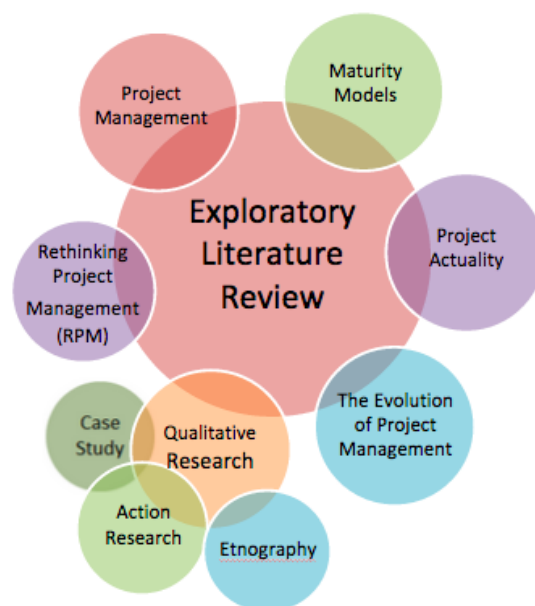 Project
Management
Maturity
Models
Exploratory
Literature
Review
Project
Actuality
Rethinking
Project
Management
(RPM)
The Evolution
of Project
Management
Case
Study
Qualitative
Research
Action
Research
Etnography